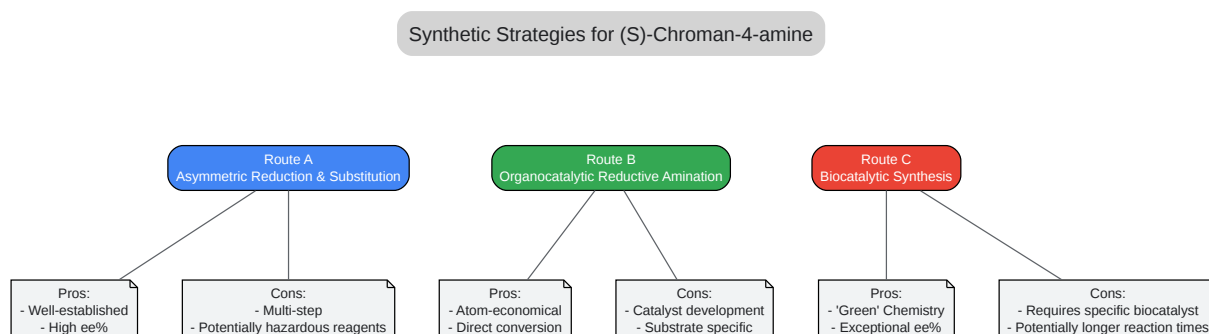 Synthetic Strategies for (S)-Chroman-4-amine
Route A
Asymmetric Reduction & Substitution
Route B
Organocatalytic Reductive Amination
Route C
Biocatalytic Synthesis
Pros:
- Well-established
- High ee%
Cons:
- Multi-step
- Potentially hazardous reagents
Pros:
- Atom-economical
- Direct conversion
Cons:
- Catalyst development
- Substrate specific
Pros:
- 'Green' Chemistry
- Exceptional ee%
Cons:
- Requires specific biocatalyst
- Potentially longer reaction times